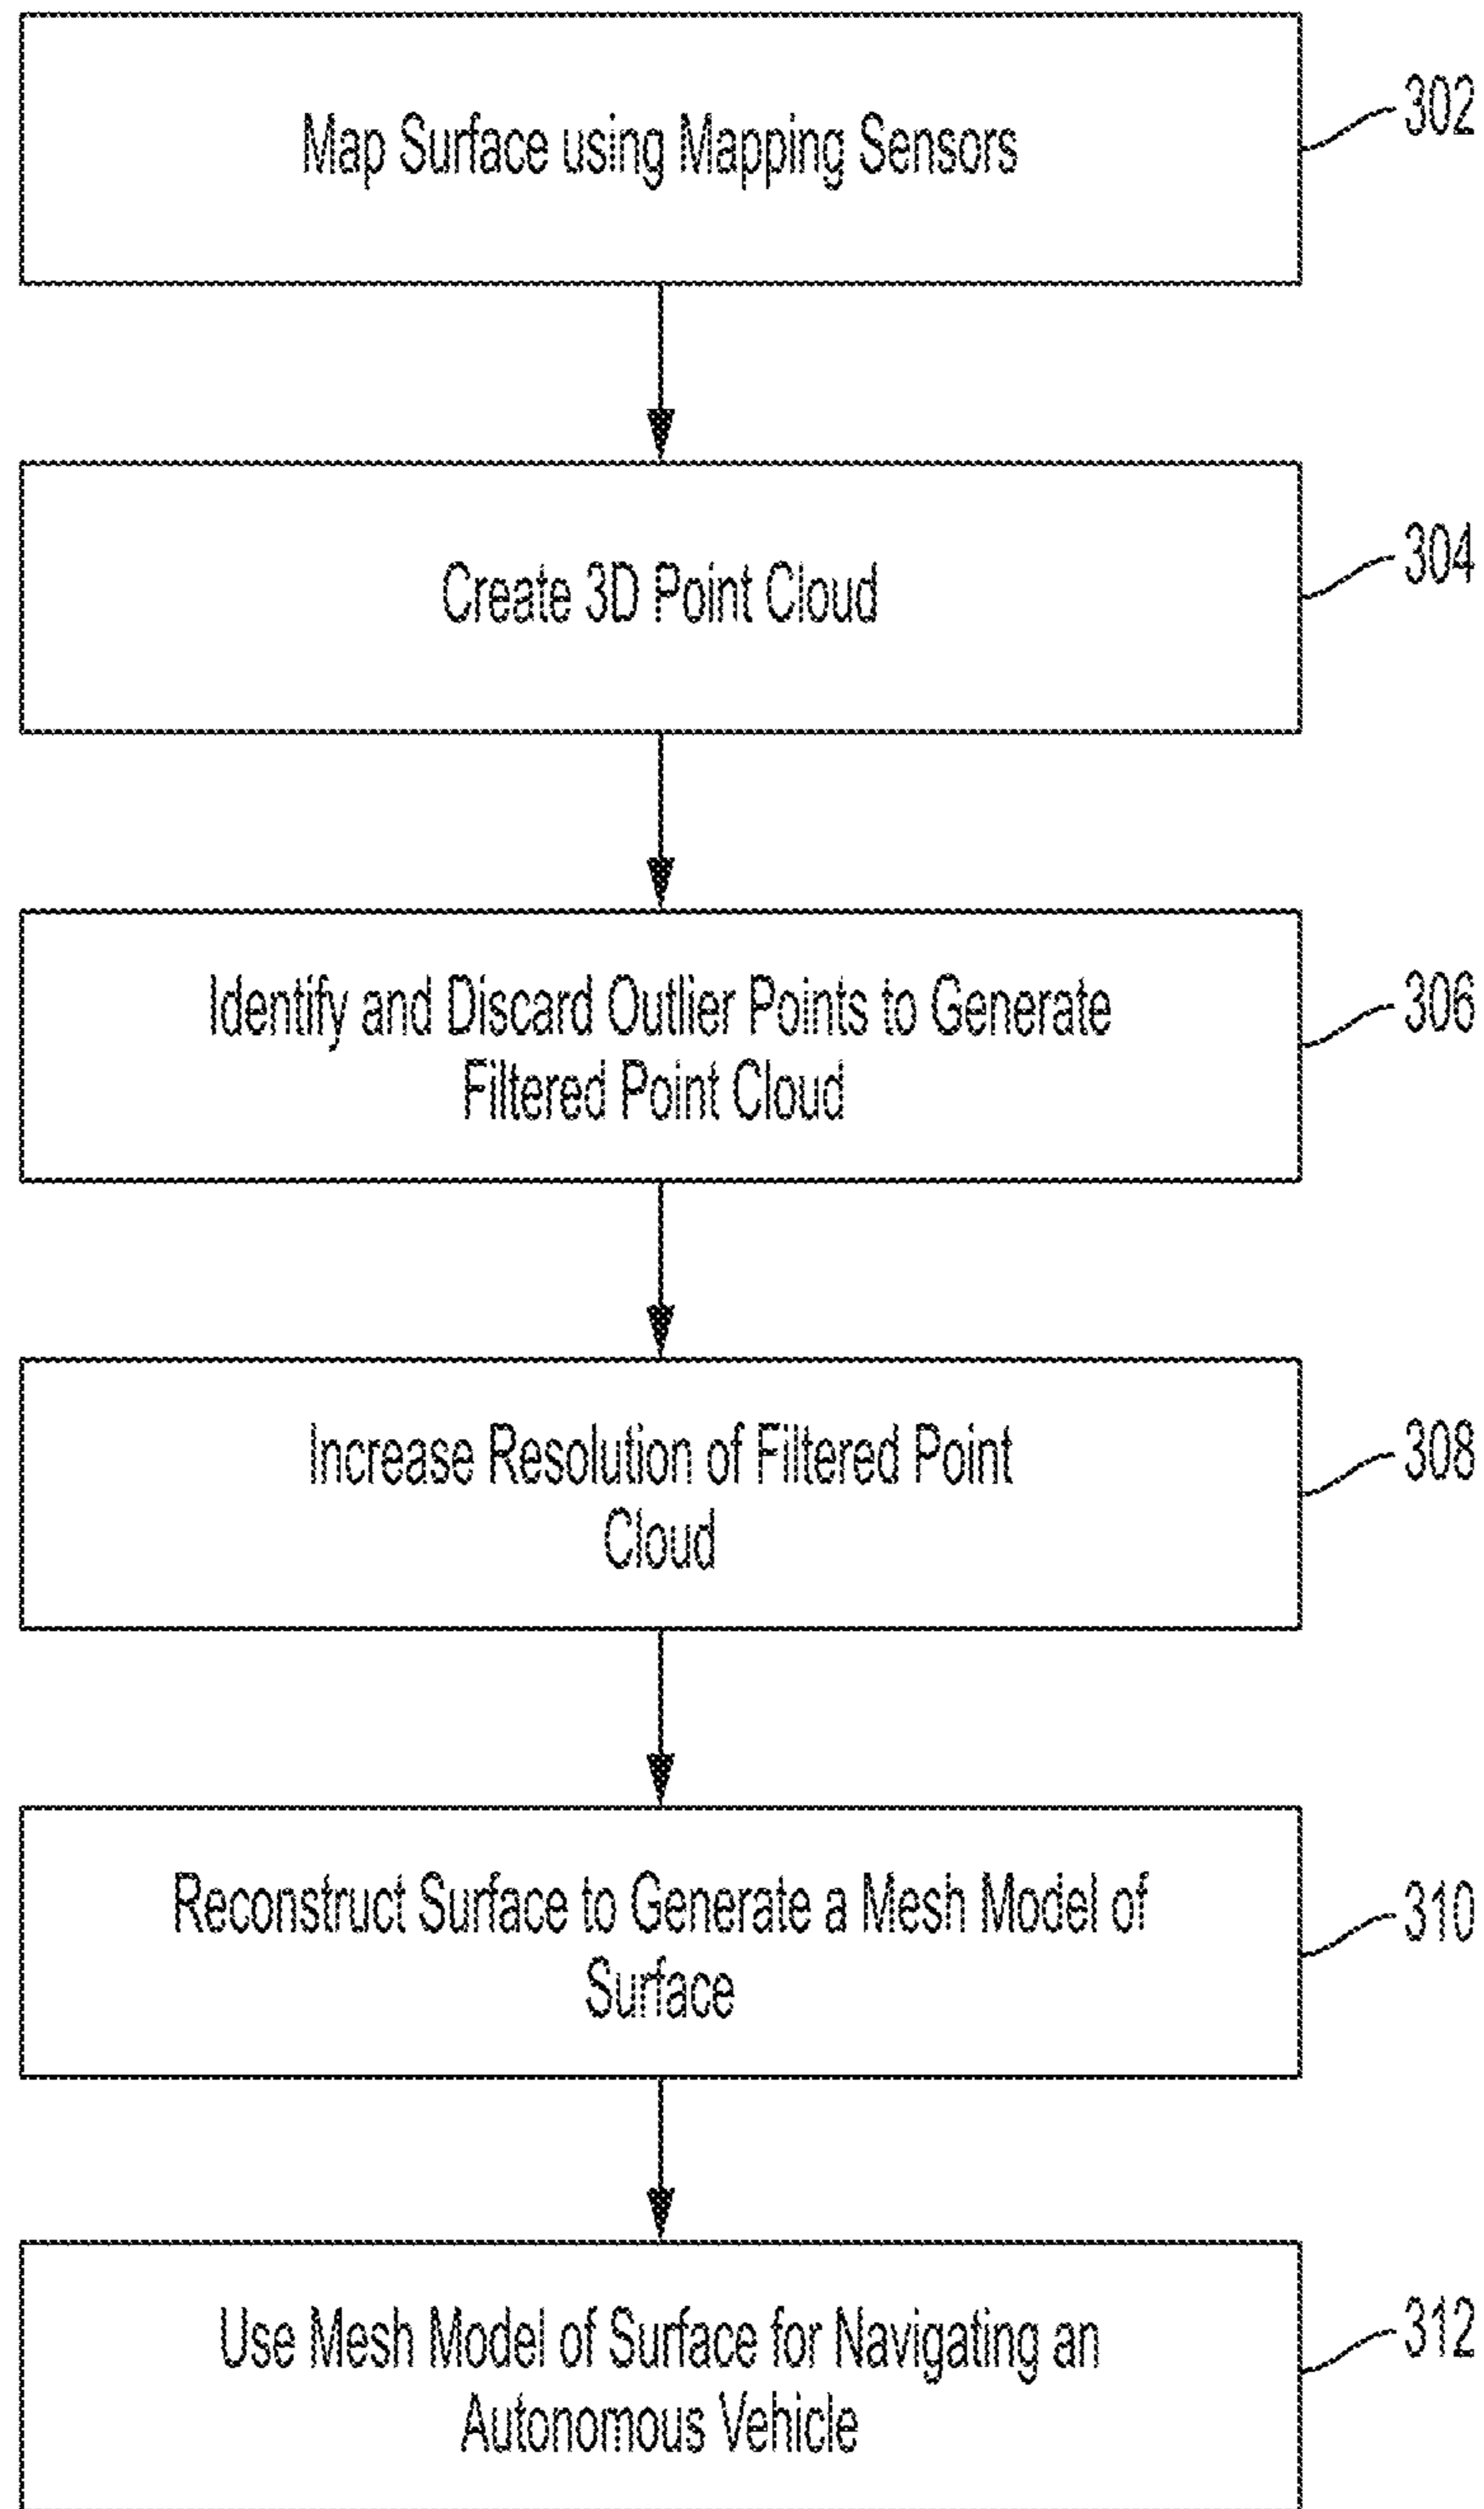 Map Surface using Mapping Sensors
302
Create 3D Point Cloud
304
Identify and Discard Outlier Points to Generate
Filtered Point Cloud
306
Increase Resolution of Filtered Point
Cloud
308
Reconstruct Surface to Generate a Mesh Model of
Surface
310
Use Mesh Model of Surface for Navigating an
Autonomous Vehicle
312